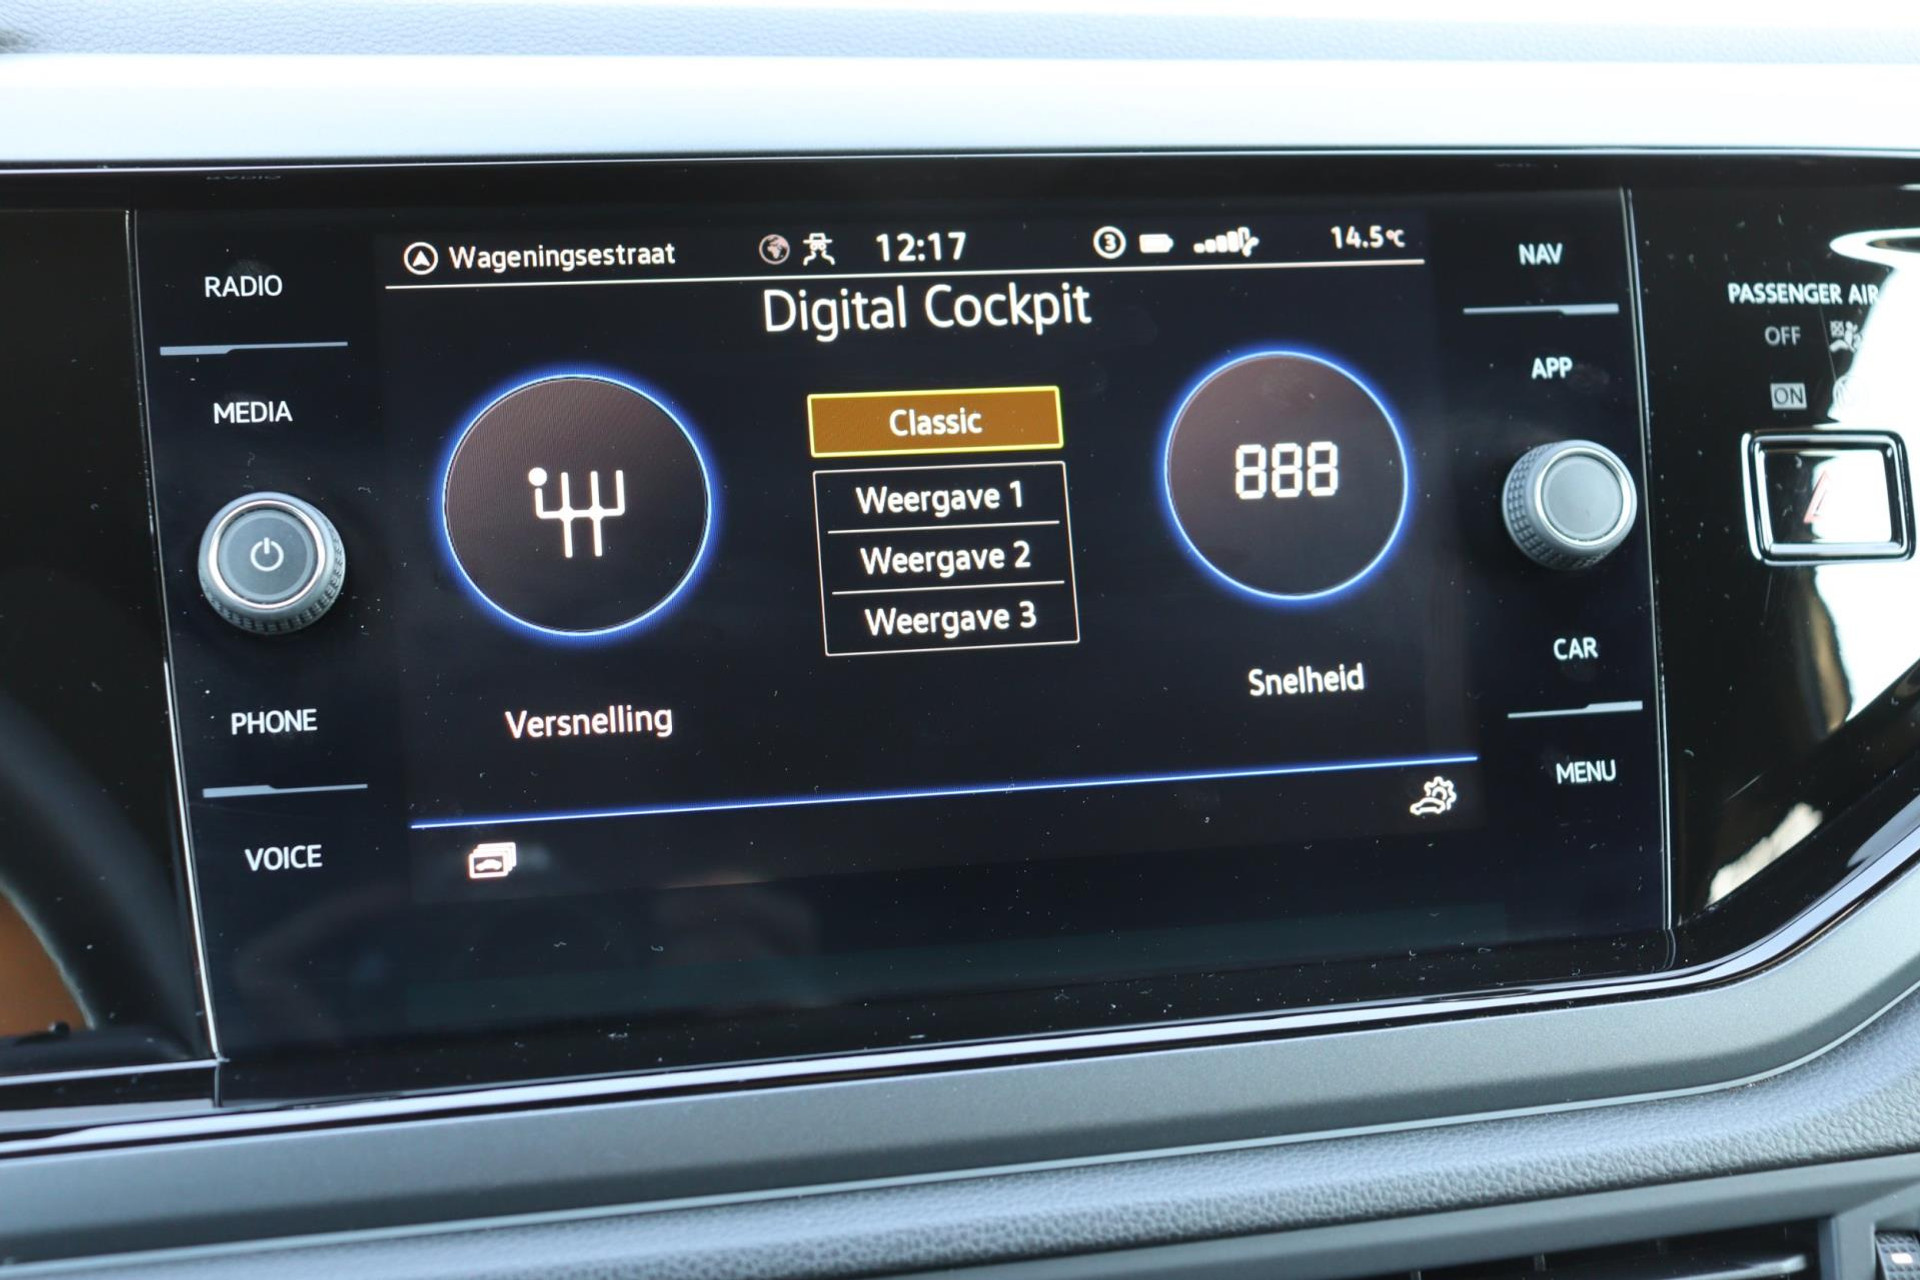 Wageningsestraat 12:17 3 14.5°C
Digital Cockpit
RADIO
MEDIA
PHONE
VOICE
Classic
Weergave 1
Weergave 2
Weergave 3
888
Versnelling
Snelheid
NAV
APP
CAR
MENU
PASSENGER AIR
OFF
ON